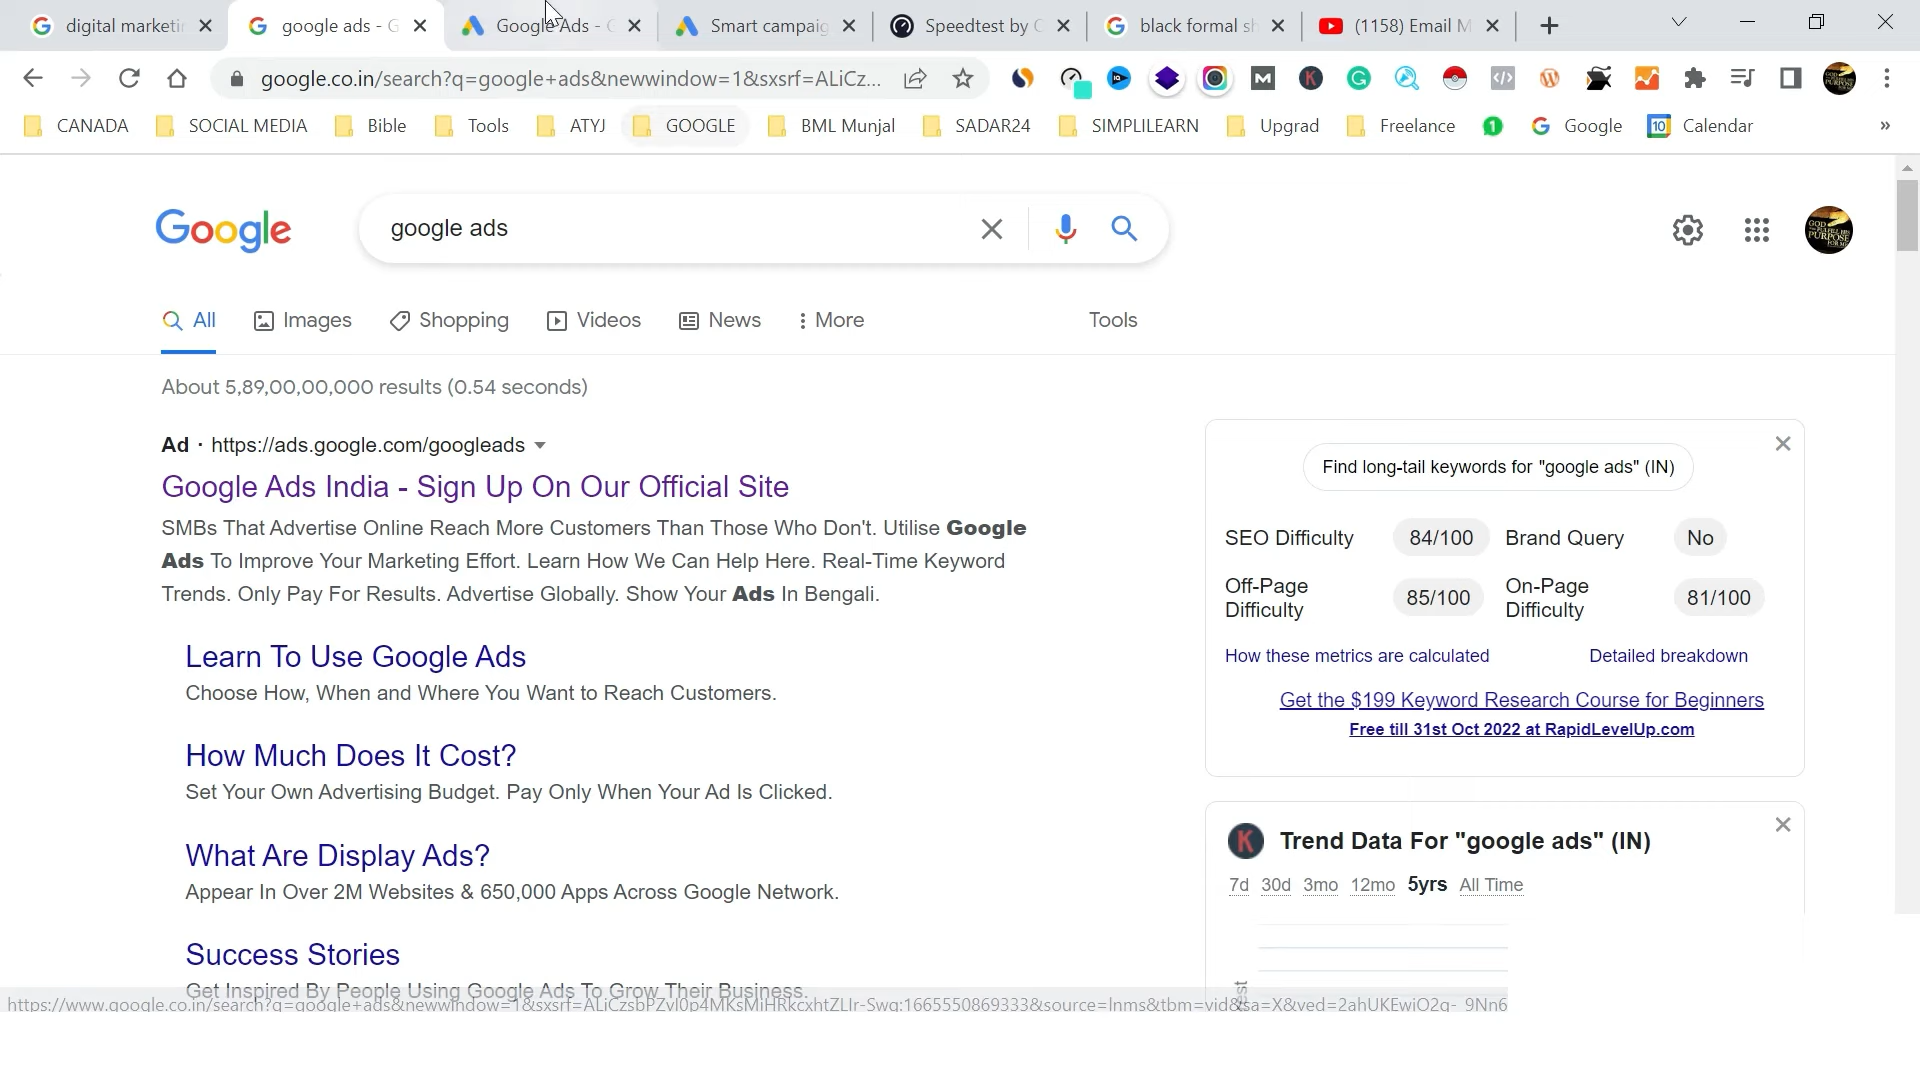 digital marketin
google ads - G
Google Ads - G
Smart campaig
Speedtest by O
black formal sh
(1158) Email M
google.co.in/search?q=google+ads&newwindow=1&sxsrf=ALiCz...
CANADA
SOCIAL MEDIA
Bible
Tools
ATYJ
GOOGLE
BML Munjal
SADAR24
SIMPLILEARN
Upgrad
Freelance
1
Google
10
Calendar
»
Google
google ads
All
Images
Shopping
Videos
News
More
Tools
About 5,89,00,00,000 results (0.54 seconds)
Ad · https://ads.google.com/googleads
Google Ads India - Sign Up On Our Official Site
SMBs That Advertise Online Reach More Customers Than Those Who Don't. Utilise Google
Ads To Improve Your Marketing Effort. Learn How We Can Help Here. Real-Time Keyword
Trends. Only Pay For Results. Advertise Globally. Show Your Ads In Bengali.
Learn To Use Google Ads
Choose How, When and Where You Want to Reach Customers.
How Much Does It Cost?
Set Your Own Advertising Budget. Pay Only When Your Ad Is Clicked.
What Are Display Ads?
Appear In Over 2M Websites & 650,000 Apps Across Google Network.
Success Stories
Get Inspired By People Using Google Ads To Grow Their Business.
Find long-tail keywords for "google ads" (IN)
SEO Difficulty
84/100
Brand Query
No
Off-Page
Difficulty
85/100
On-Page
Difficulty
81/100
How these metrics are calculated
Detailed breakdown
Get the $199 Keyword Research Course for Beginners
Free till 31st Oct 2022 at RapidLevelUp.com
K
Trend Data For "google ads" (IN)
7d
30d
3mo
12mo
5yrs
All Time